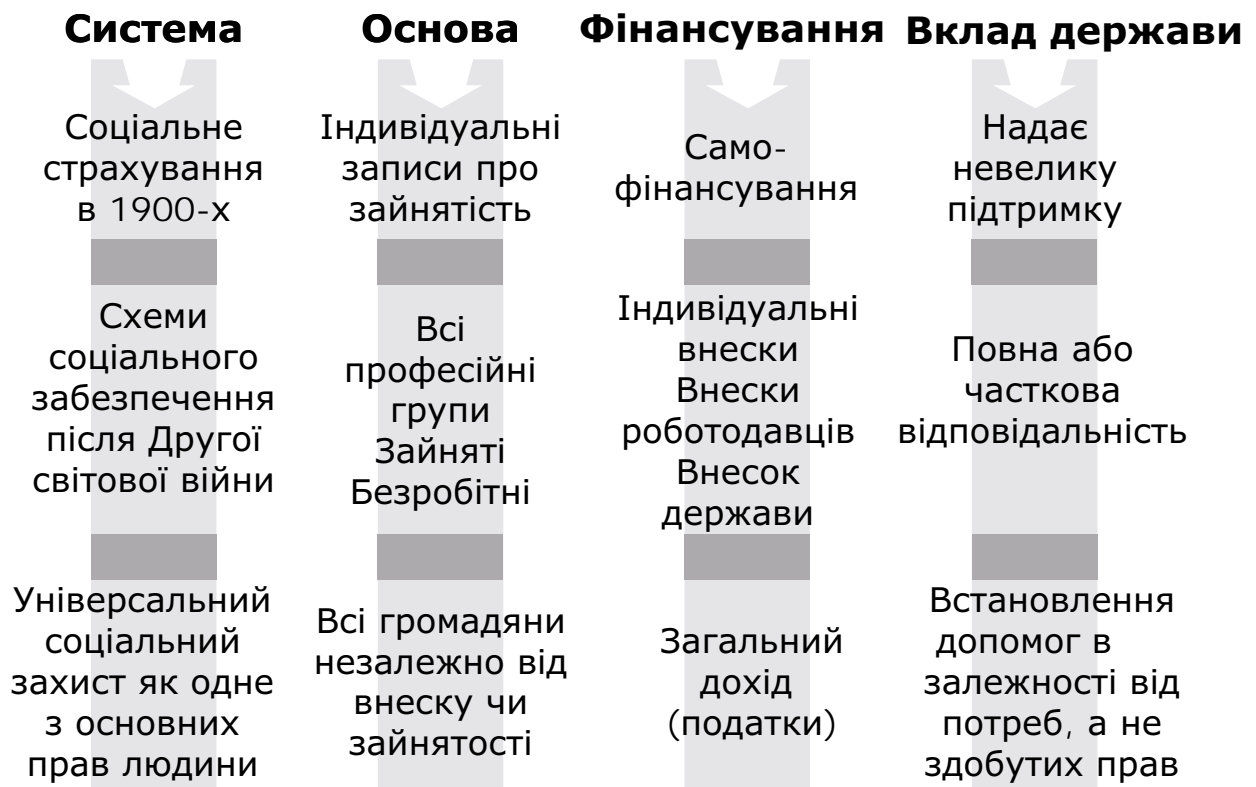 Система
Основа
Фінансування
Вклад держави
Соціальне
страхування
в 1900-х
Індивідуальні
записи про
зайнятість
Само-
фінансування
Надає
невелику
підтримку
Схеми
соціального
забезпечення
після Другої
світової війни
Всі
професійні
групи
Зайняті
Безробітні
Індивідуальні
внески
Внески
роботодавців
Внесок
держави
Повна або
часткова
відповідальність
Універсальний
соціальний
захист як одне
з основних
прав людини
Всі громадяни
незалежно від
внеску чи
зайнятості
Загальний
дохід
(податки)
Встановлення
допомог в
залежності від
потреб, а не
здобутих прав